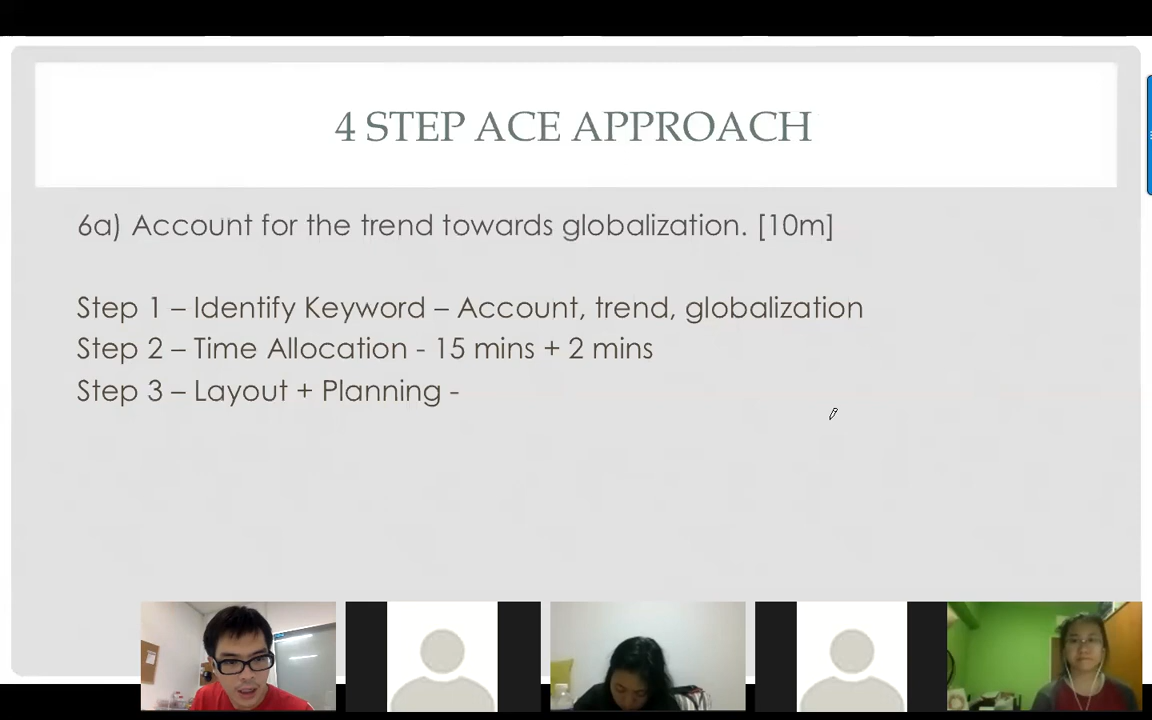 4 STEP ACE APPROACH
6a) Account for the trend towards globalization. [10m]
Step 1 – Identify Keyword – Account, trend, globalization
Step 2 – Time Allocation - 15 mins + 2 mins
Step 3 – Layout + Planning -